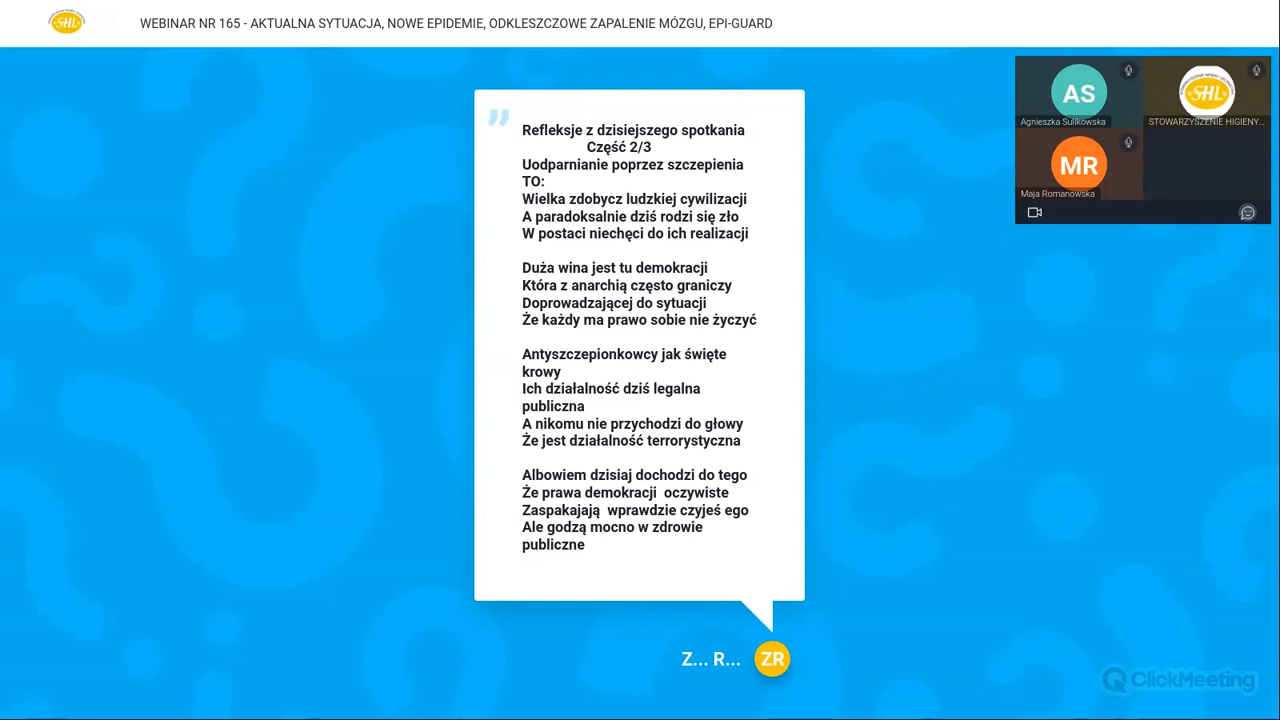 SHL
WEBINAR NR 165 - AKTUALNA SYTUACJA, NOWE EPIDEMIE, ODKLESZCZOWE ZAPALENIE MÓZGU, EPI-GUARD
AS
Agnieszka Sulikowska
SHL
STOWARZYSZENIE HIGIENY...
MR
Maja Romanowska
Refleksje z dzisiejszego spotkania
Część 2/3
Uodparnianie poprzez szczepienia
TO:
Wielka zdobycz ludzkiej cywilizacji
A paradoksalnie dziś rodzi się zło
W postaci niechęci do ich realizacji
Duża wina jest tu demokracji
Która z anarchią często graniczy
Doprowadzającej do sytuacji
Że każdy ma prawo sobie nie życzyć
Antyszczepionkowcy jak święte
krowy
Ich działalność dziś legalna
publiczna
A nikomu nie przychodzi do głowy
Że jest działalność terrorystyczna
Albowiem dzisiaj dochodzi do tego
Że prawa demokracji  oczywiste
Zaspakajają  wprawdzie czyjeś ego
Ale godzą mocno w zdrowie
publiczne
Z... R...
ZR
ClickMeeting